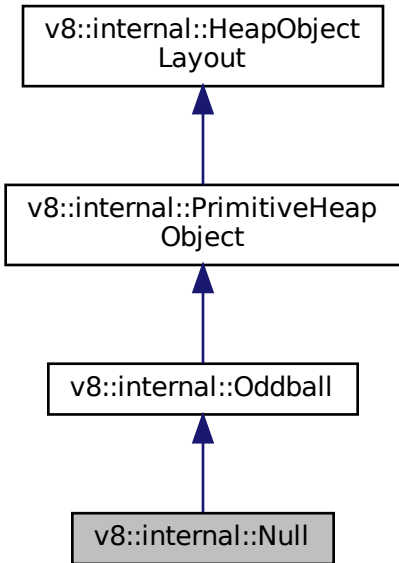 v8::internal::HeapObject
Layout
v8::internal::PrimitiveHeap
Object
v8::internal::Oddball
v8::internal::Null